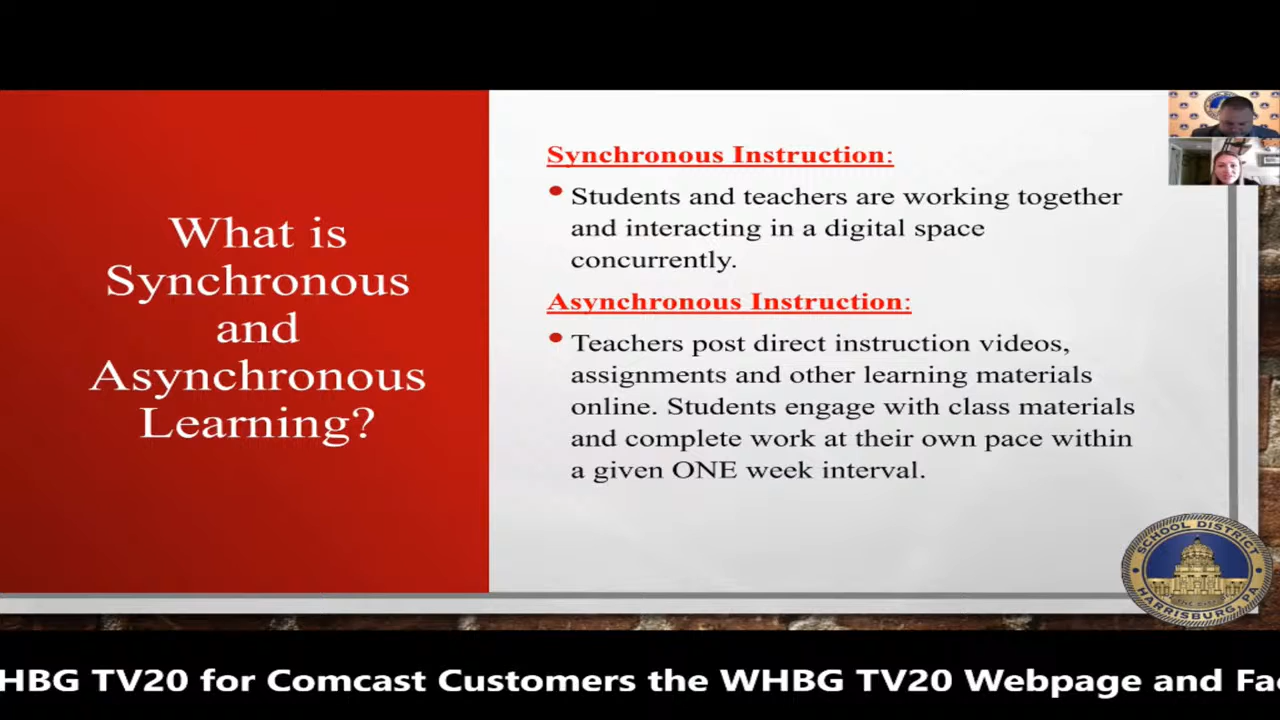 What is
Synchronous
and
Asynchronous
Learning?
Synchronous Instruction:
• Students and teachers are working together
and interacting in a digital space
concurrently.
Asynchronous Instruction:
• Teachers post direct instruction videos,
assignments and other learning materials
online. Students engage with class materials
and complete work at their own pace within
a given ONE week interval.
SCHOOL DISTRICT
HARRISBURG, PA
HBG TV20 for Comcast Customers the WHBG TV20 Webpage and Fac